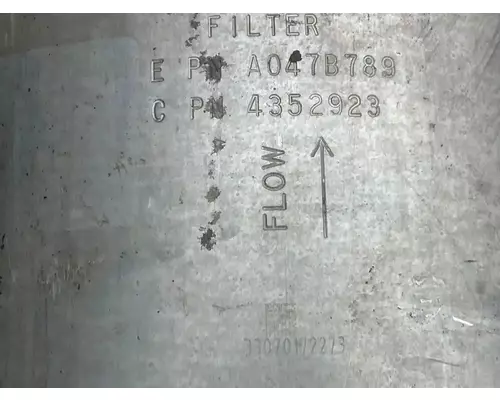 FILTER
E PN A047B789
C PN 4352923
FLOW